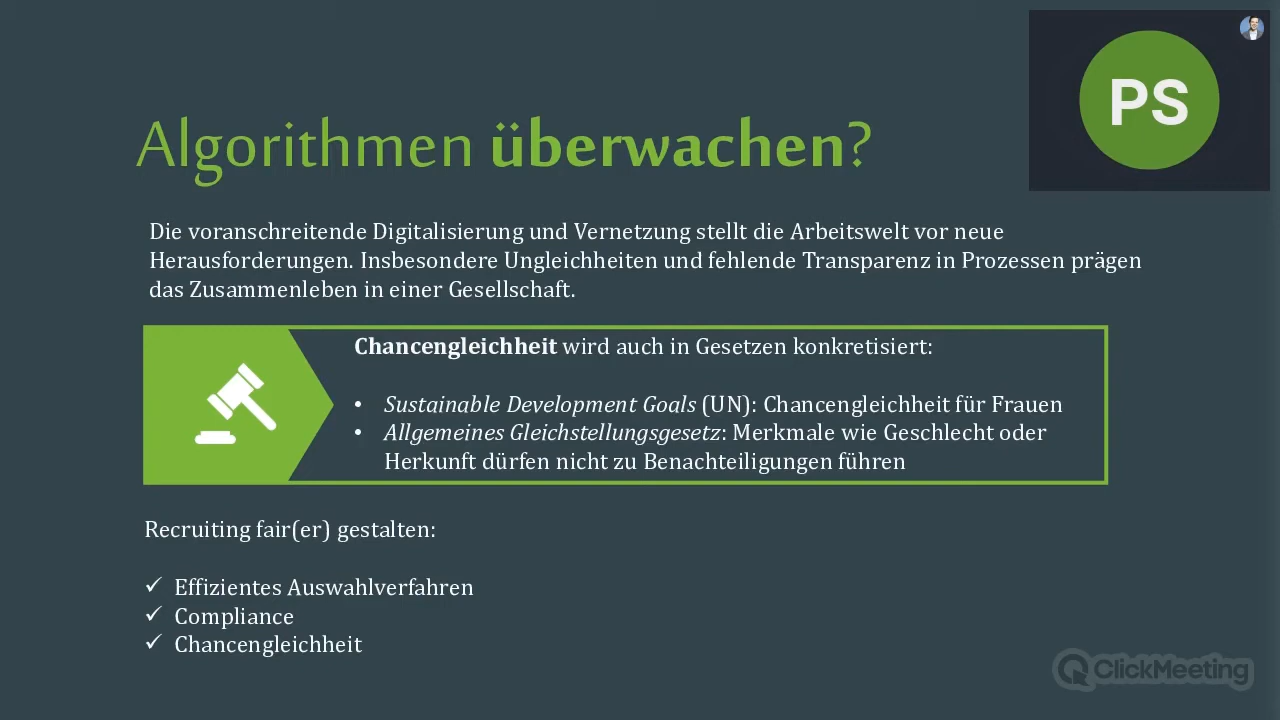 PS
Algorithmen überwachen?
Die voranschreitende Digitalisierung und Vernetzung stellt die Arbeitswelt vor neue
Herausforderungen. Insbesondere Ungleichheiten und fehlende Transparenz in Prozessen prägen
das Zusammenleben in einer Gesellschaft.
Chancengleichheit wird auch in Gesetzen konkretisiert:
• Sustainable Development Goals (UN): Chancengleichheit für Frauen
• Allgemeines Gleichstellungsgesetz: Merkmale wie Geschlecht oder
Herkunft dürfen nicht zu Benachteiligungen führen
Recruiting fair(er) gestalten:
✓ Effizientes Auswahlverfahren
✓ Compliance
✓ Chancengleichheit
ClickMeeting